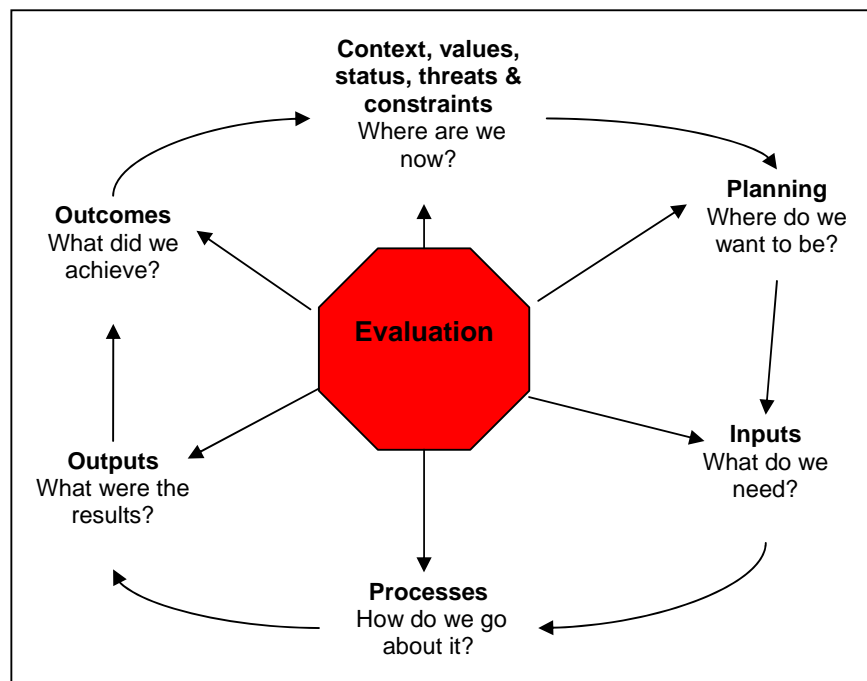 Context, values,
status, threats &
constraints
Where are we
now?
Planning
Where do we
want to be?
Outcomes
What did we
achieve?
Evaluation
Inputs
What do we
need?
Outputs
What were the
results?
Processes
How do we go
about it?